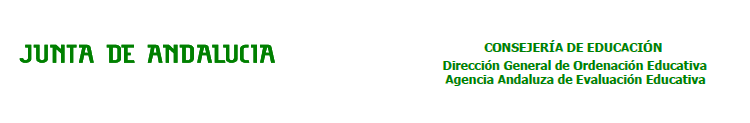 JUNTA DE ANDALUCIA
CONSEJERÍA DE EDUCACIÓN
Dirección General de Ordenación Educativa
Agencia Andaluza de Evaluación Educativa